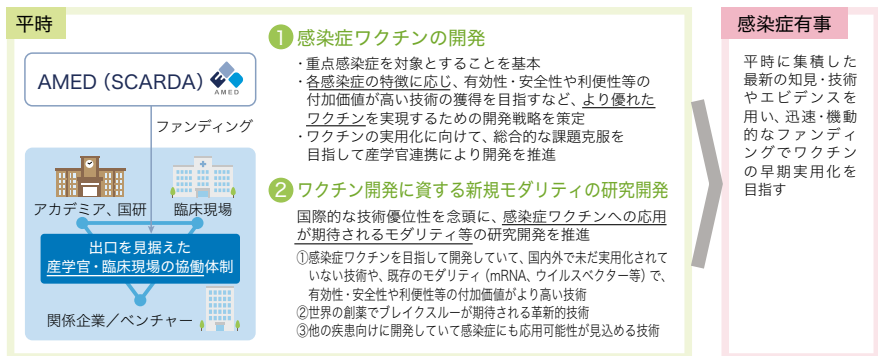 平時
AMED（SCARDA）
AMED
ファンディング
アカデミア、国研
臨床現場
出口を見据えた
産学官・臨床現場の協働体制
関係企業／ベンチャー
1 感染症ワクチンの開発
・重点感染症を対象とすることを基本
・各感染症の特徴に応じ、有効性・安全性や利便性等の
付加価値が高い技術の獲得を目指すなど、より優れた
ワクチンを実現するための開発戦略を策定
・ワクチンの実用化に向けて、総合的な課題克服を
目指して産学官連携により開発を推進
2 ワクチン開発に資する新規モダリティの研究開発
国際的な技術優位性を念頭に、感染症ワクチンへの応用
が期待されるモダリティ等の研究開発を推進
①感染症ワクチンを目指して開発していて、国内外で未だ実用化されて
いない技術や、既存のモダリティ（mRNA、ウイルスベクター等）で、
有効性・安全性や利便性等の付加価値がより高い技術
②世界の創薬でブレイクスルーが期待される革新的技術
③他の疾患向けに開発していて感染症にも応用可能性が見込める技術
感染症有事
平時に集積した
最新の知見・技術
やエビデンスを
用い、迅速・機動
的なファンディ
ングでワクチン
の早期実用化を
目指す